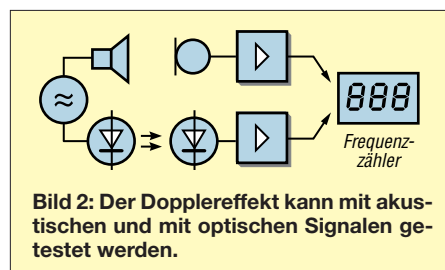 ≈
888
Frequenz-
zähler
Bild 2: Der Dopplereffekt kann mit akus-
tischen und mit optischen Signalen ge-
testet werden.